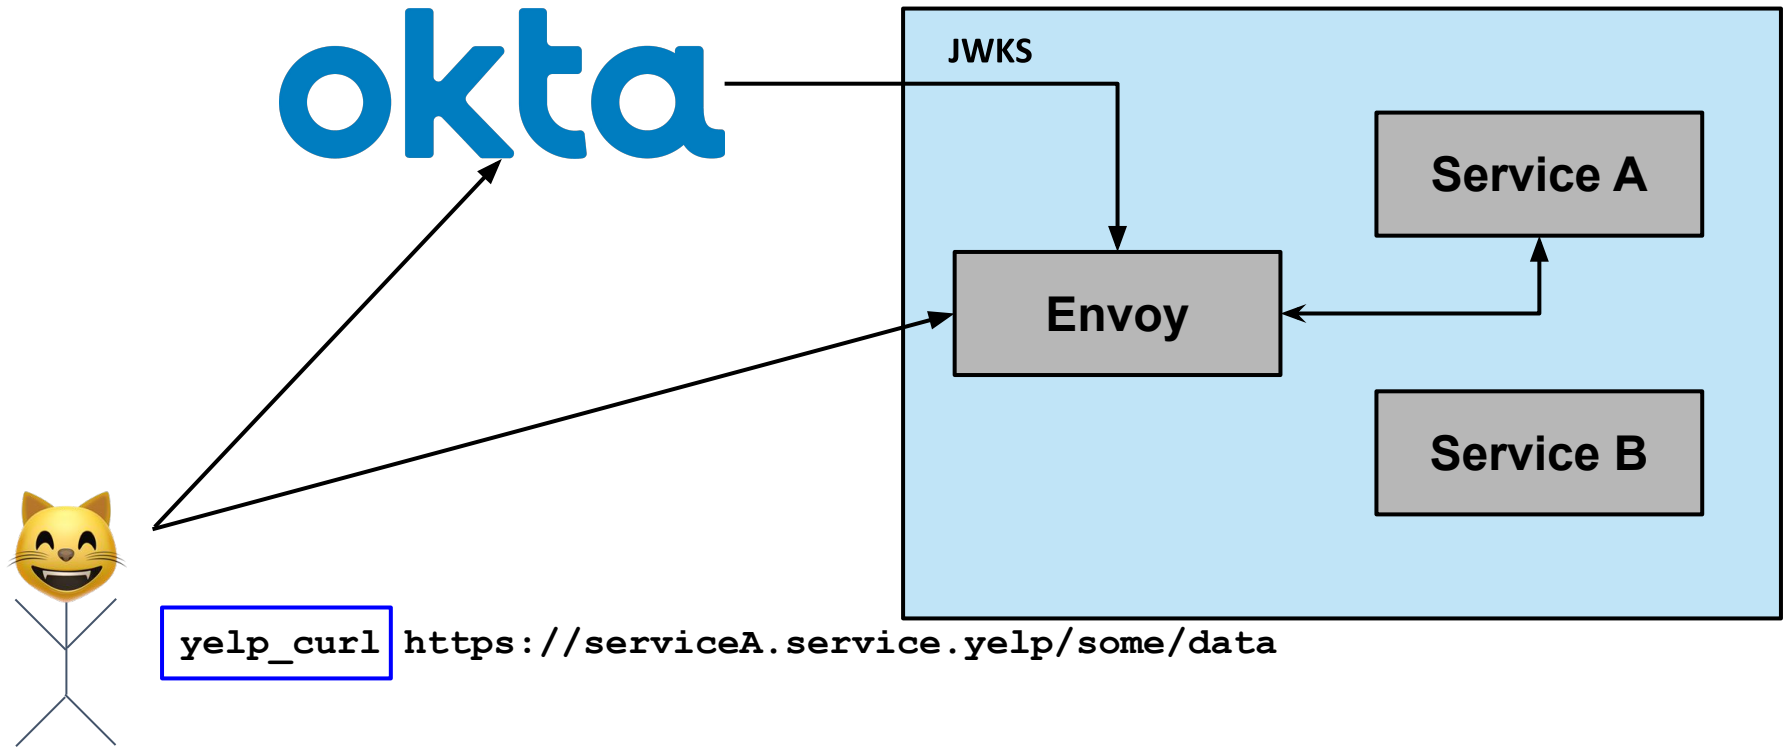 okta
JWKS
Service A
Envoy
Service B
yelp_curl https://serviceA.service.yelp/some/data